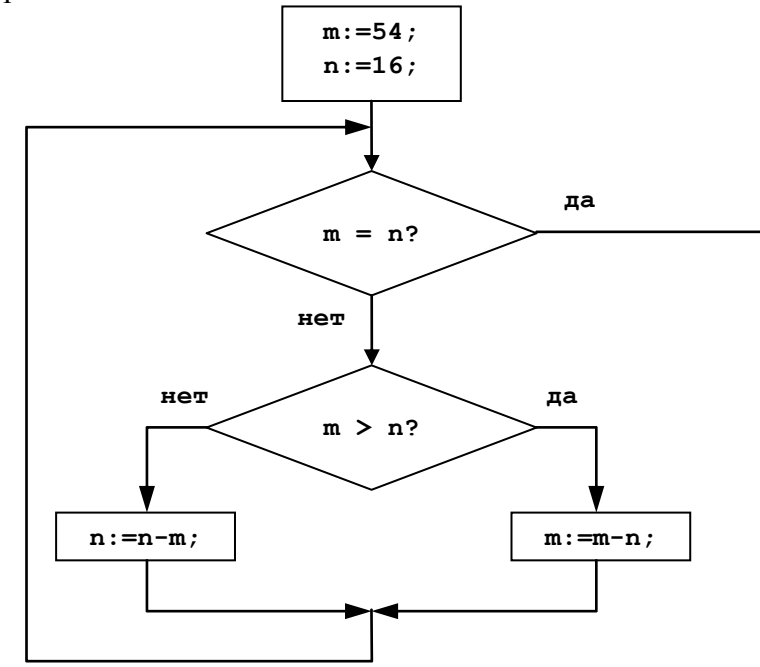 m:=54;
n:=16;
да
m = n?
нет
нет
да
m > n?
n:=n-m;
m:=m-n;